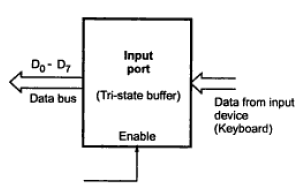 D0 - D7
Data bus
Input
port
(Tri-state buffer)
Enable
Data from input
device
(Keyboard)